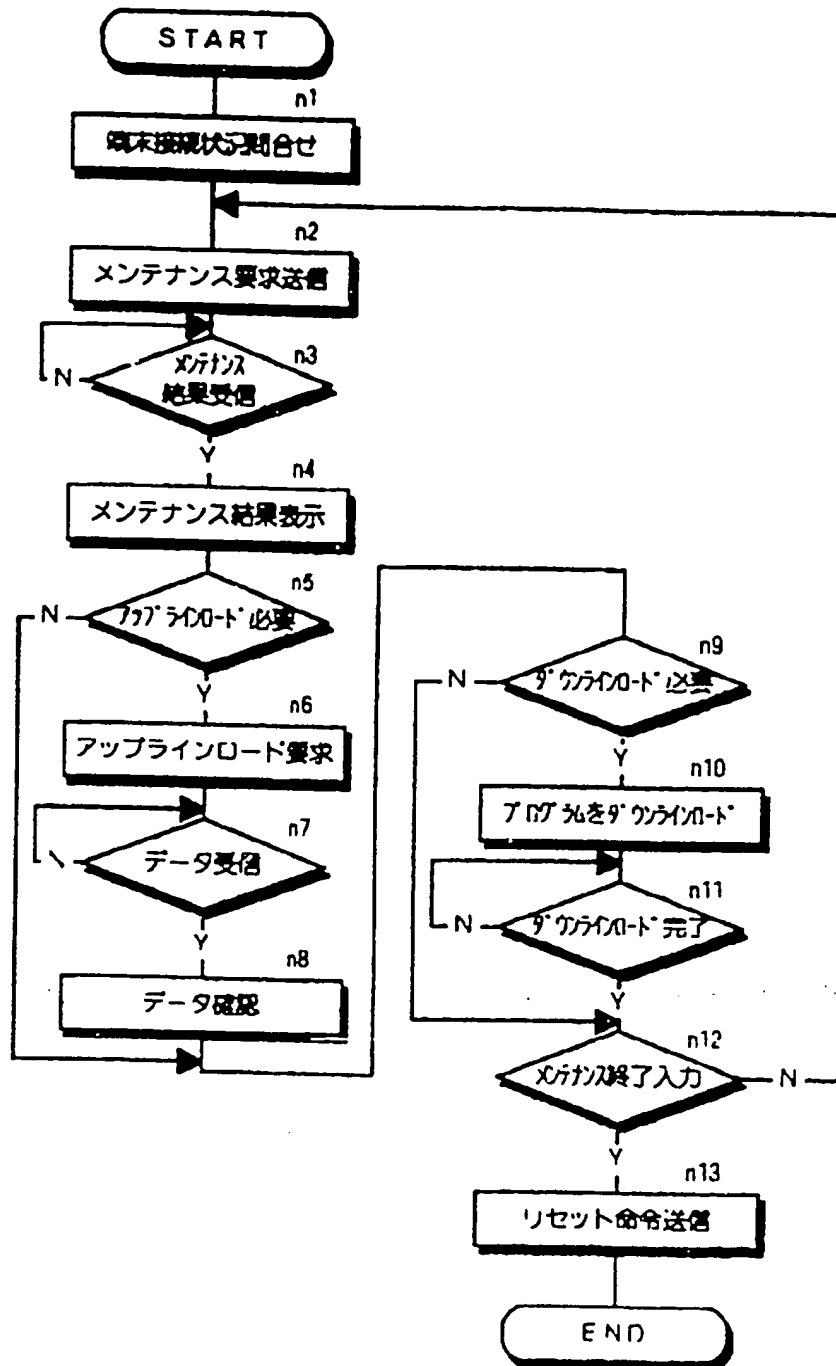 START
n1
端末接続状況問合せ
n2
メンテナンス要求送信
n3
メンテナンス
結果受信
N
Y
n4
メンテナンス結果表示
n5
アップラインロード必要
N
Y
n6
アップラインロード要求
n7
データ受信
Y
n8
データ確認
n9
ダウンラインロード必要
N
Y
n10
プログラムをダウンラインロード
n11
ダウンラインロード完了
N
Y
n12
メンテナンス終了入力
N
Y
n13
リセット命令送信
END